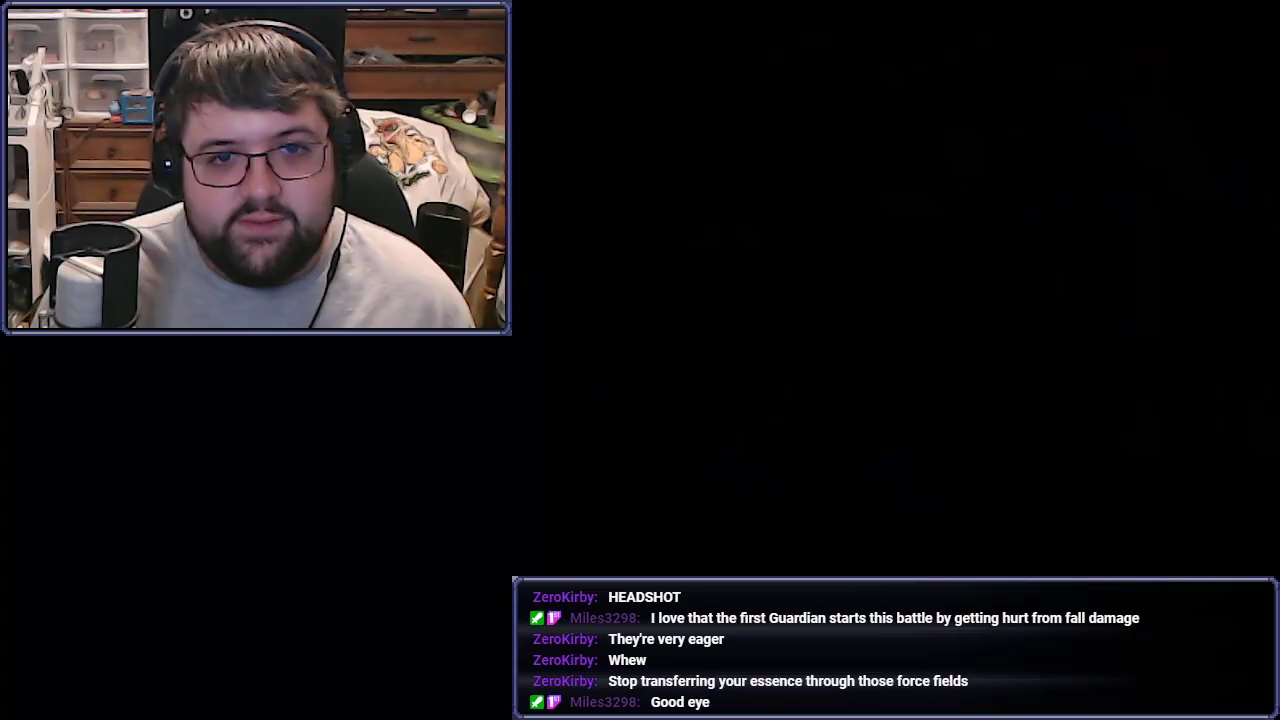 ZeroKirby: HEADSHOT
Miles3298: I love that the first Guardian starts this battle by getting hurt from fall damage
ZeroKirby: They're very eager
ZeroKirby: Whew
ZeroKirby: Stop transferring your essence through those force fields
Miles3298: Good eye